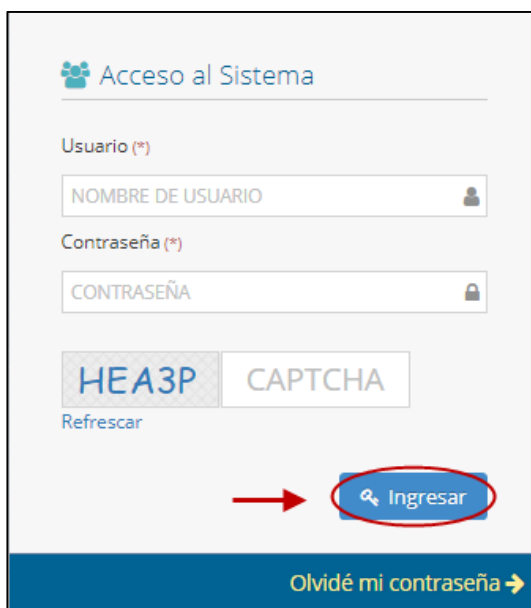 Acceso al Sistema
Usuario (*)
NOMBRE DE USUARIO
Contraseña (*)
CONTRASEÑA
HEA3P CAPTCHA
Refrescar
Ingresar
Olvidé mi contraseña